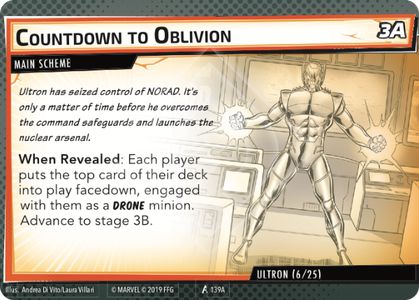 COUNTDOWN TO OBLIVION
3A
MAIN SCHEME
Ultron has seized control of NORAD. It's
only a matter of time before he overcomes
the command safeguards and launches the
nuclear arsenal.
When Revealed: Each player
puts the top card of their deck
into play facedown, engaged
with them as a DRONE minion.
Advance to stage 3B.
ULTRON (6/25)
Illus. Andrea Di Vito/Laura Villari
© MARVEL © 2019 FFG
139A